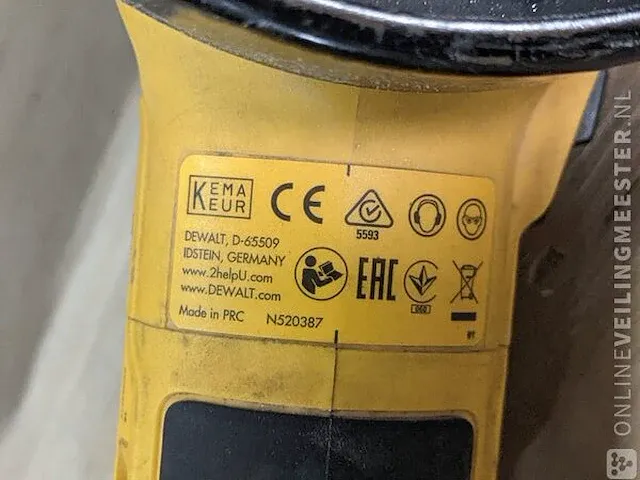 KEMA
KEUR
CE
5593
DEWALT, D-65509
IDSTEIN, GERMANY
www.2helpU.com
www.DEWALT.com
EAC
Made in PRC N520387
ONLINEVEILINGMEESTER.NL